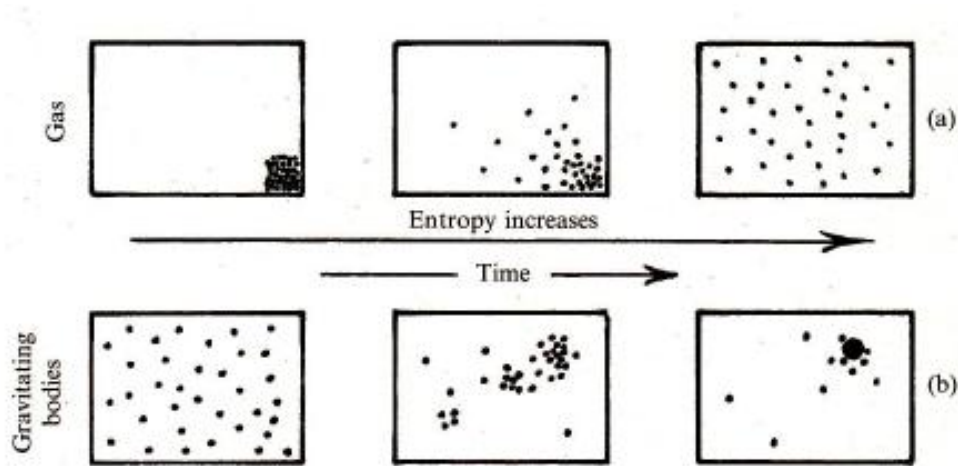 Gas
(a)
Entropy increases
Time
Gravitating
bodies
(b)